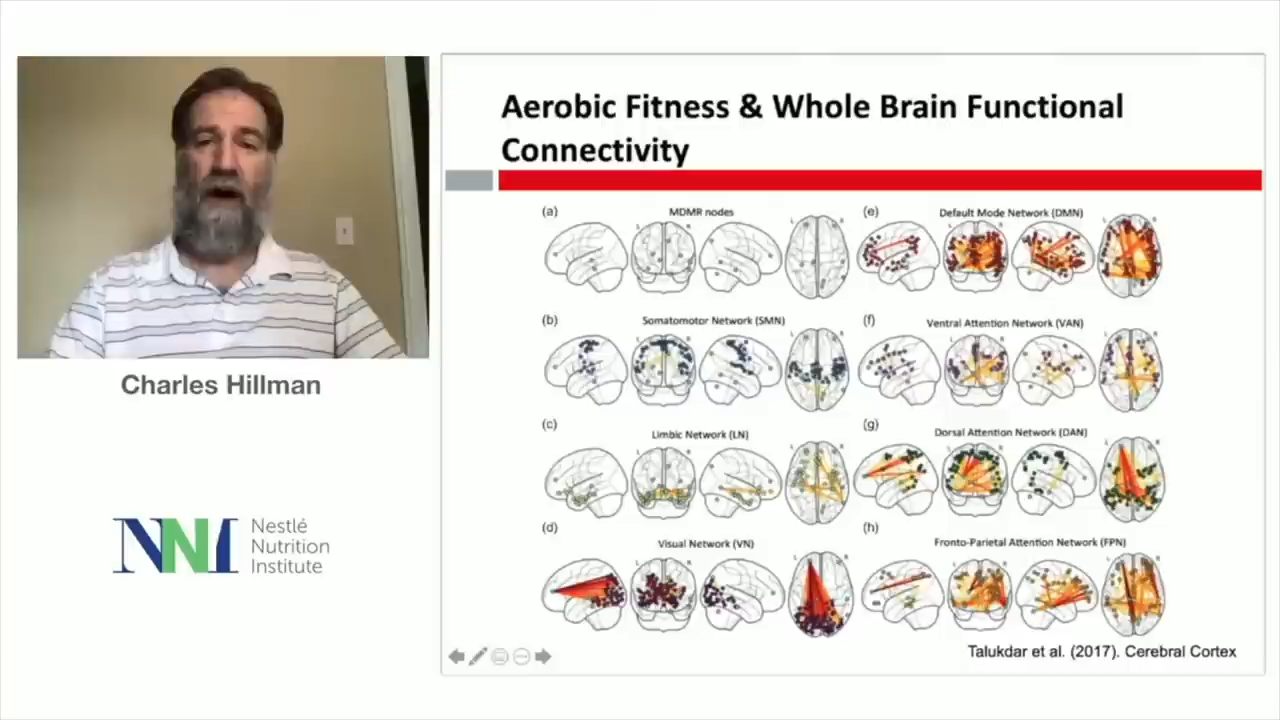 Aerobic Fitness & Whole Brain Functional
Connectivity
(a)
MDMR nodes
(e)
Default Mode Network (DMN)
L
R
L
R
L
R
L
R
(b)
Somatomotor Network (SMN)
(f)
Ventral Attention Network (VAN)
L
R
L
R
L
R
L
R
Charles Hillman
(c)
Limbic Network (LN)
(g)
Dorsal Attention Network (DAN)
L
R
L
R
L
R
L
R
(d)
Visual Network (VN)
(h)
Fronto-Parietal Attention Network (FPN)
L
R
L
R
L
R
L
R
NNI
Nestlé
Nutrition
Institute
Talukdar et al. (2017). Cerebral Cortex